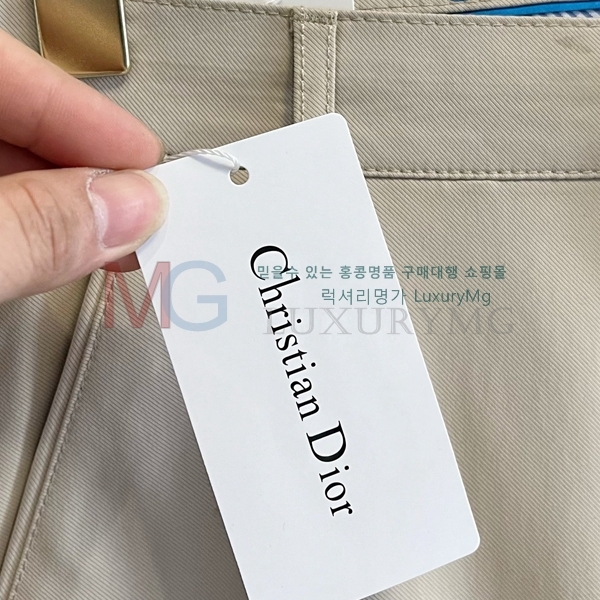 Christian Dior
믿을수 있는 홍콩명품 구매대행 쇼핑몰
럭셔리명가 LuxuryMg
MG LUXURYMG